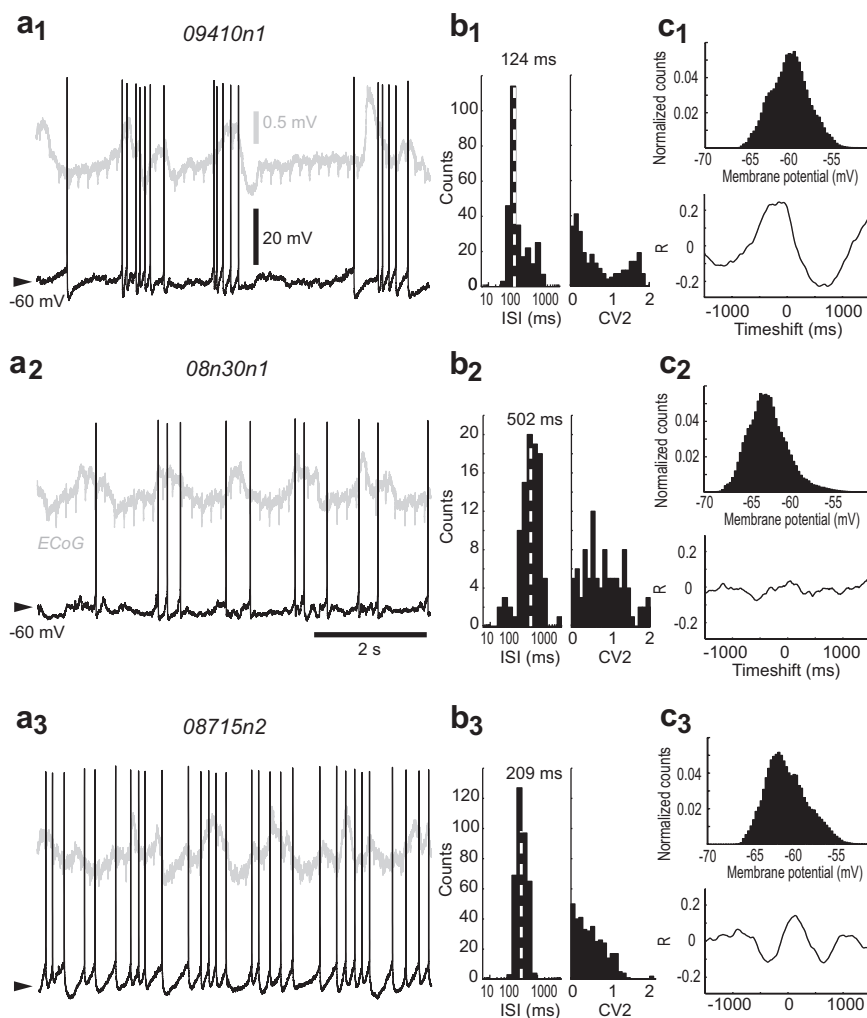 a1
09410n1
0.5 mV
20 mV
-60 mV
b1
124 ms
100
80
60
40
20
0
Counts
10 100 1000
ISI (ms)
0 2
CV2
c1
Normalized counts
0.04
0.02
-70 -65 -60 -55
Membrane potential (mV)
R
0.2
0
-0.2
-1000 0 1000
Timeshift (ms)
a2
08n30n1
ECoG
-60 mV
2 s
b2
502 ms
20
16
12
8
4
0
Counts
10 100 1000
ISI (ms)
0 1 2
CV2
c2
Normalized counts
0.04
0.02
-70 -65 -60 -55
Membrane potential (mV)
R
0.2
0
-0.2
-1000 0 1000
Timeshift (ms)
a3
08715n2
b3
209 ms
120
100
80
60
40
20
0
Counts
10 100 1000
ISI (ms)
0 1 2
CV2
c3
Normalized counts
0.04
0.02
-70 -65 -60 -55
Membrane potential (mV)
R
0.2
0
-0.2
-1000 0 1000